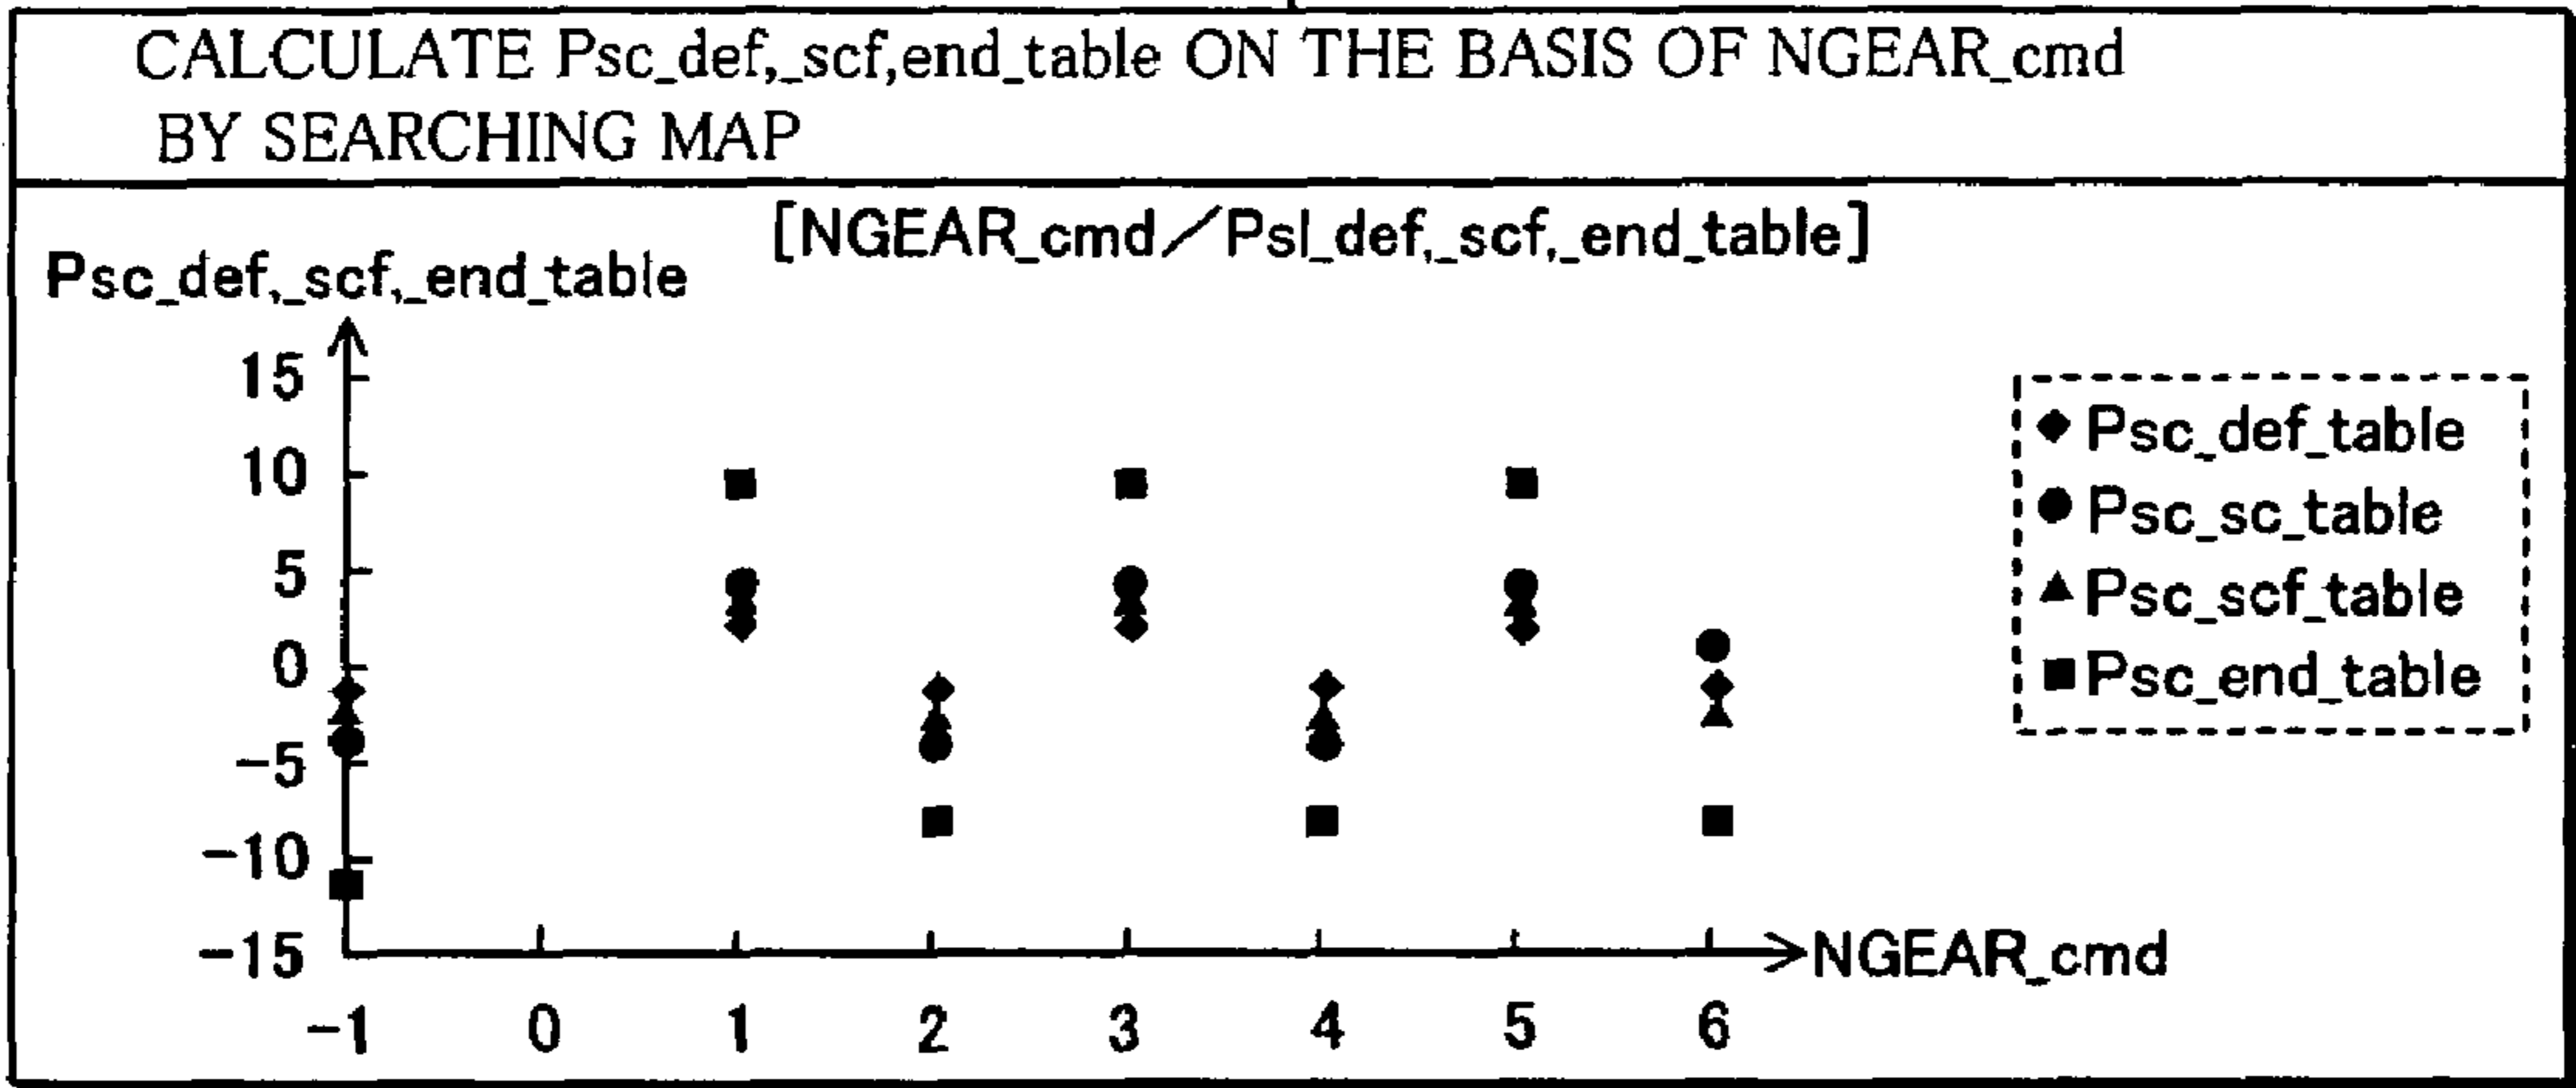 CALCULATE Psc_def,_scf,end_table ON THE BASIS OF NGEAR_cmd
BY SEARCHING MAP
[NGEAR_cmd／Psl_def,_scf,_end_table]
Psc_def,_scf,_end_table
15
10
5
0
−5
−10
−15
Psc_def_table
Psc_sc_table
Psc_scf_table
Psc_end_table
NGEAR_cmd
−1 0 1 2 3 4 5 6